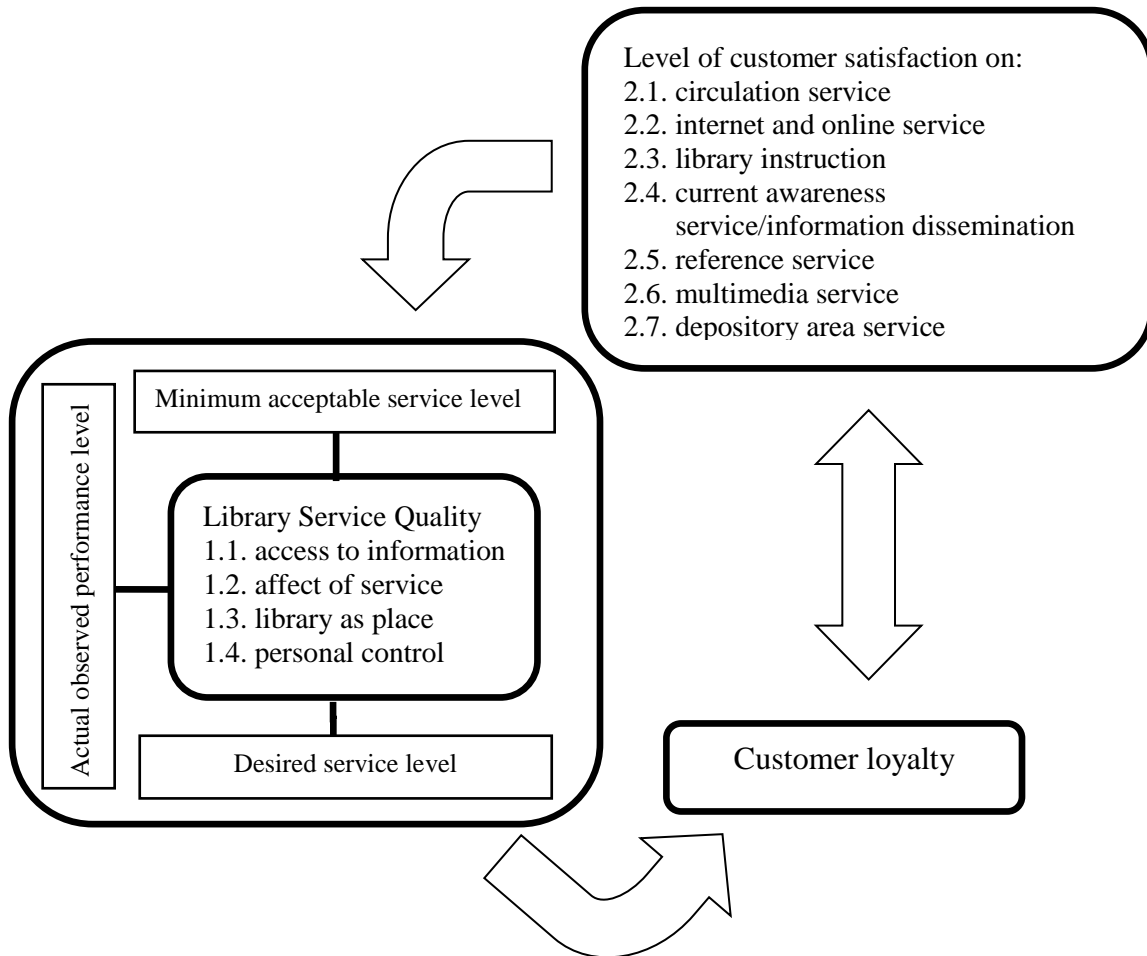 Level of customer satisfaction on:
2.1. circulation service
2.2. internet and online service
2.3. library instruction
2.4. current awareness
service/information dissemination
2.5. reference service
2.6. multimedia service
2.7. depository area service
Minimum acceptable service level
Actual observed performance level
Library Service Quality
1.1. access to information
1.2. affect of service
1.3. library as place
1.4. personal control
Desired service level
Customer loyalty